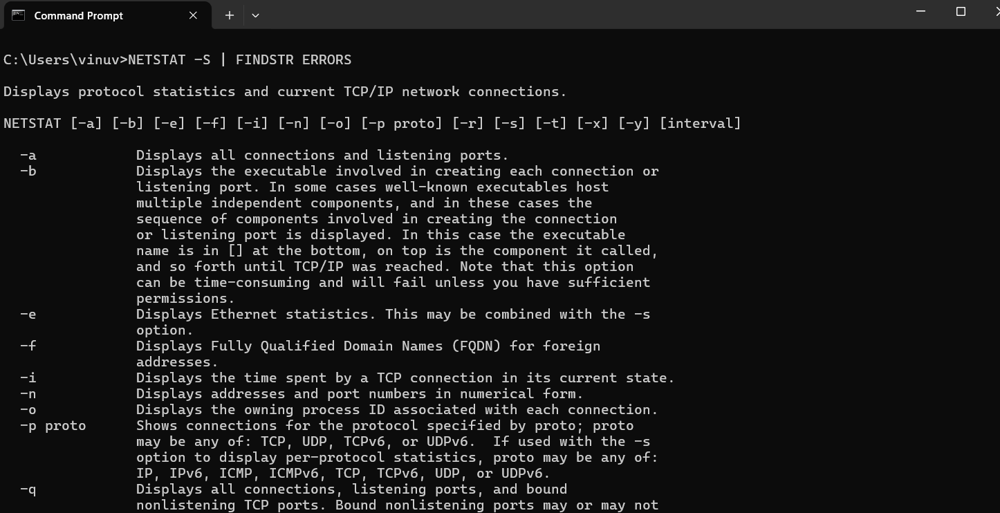 Command Prompt
C:\Users\vinuv>NETSTAT -S | FINDSTR ERRORS
Displays protocol statistics and current TCP/IP network connections.
NETSTAT [-a] [-b] [-e] [-f] [-i] [-n] [-o] [-p proto] [-r] [-s] [-t] [-x] [-y] [interval]
-a Displays all connections and listening ports.
-b Displays the executable involved in creating each connection or
listening port. In some cases well-known executables host
multiple independent components, and in these cases the
sequence of components involved in creating the connection
or listening port is displayed. In this case the executable
name is in [] at the bottom, on top is the component it called,
and so forth until TCP/IP was reached. Note that this option
can be time-consuming and will fail unless you have sufficient
permissions.
-e Displays Ethernet statistics. This may be combined with the -s
option.
-f Displays Fully Qualified Domain Names (FQDN) for foreign
addresses.
-i Displays the time spent by a TCP connection in its current state.
-n Displays addresses and port numbers in numerical form.
-o Displays the owning process ID associated with each connection.
-p proto Shows connections for the protocol specified by proto; proto
may be any of: TCP, UDP, TCPv6, or UDPv6.  If used with the -s
option to display per-protocol statistics, proto may be any of:
IP, IPv6, ICMP, ICMPv6, TCP, TCPv6, UDP, or UDPv6.
-q Displays all connections, listening ports, and bound
nonlistening TCP ports. Bound nonlistening ports may or may not